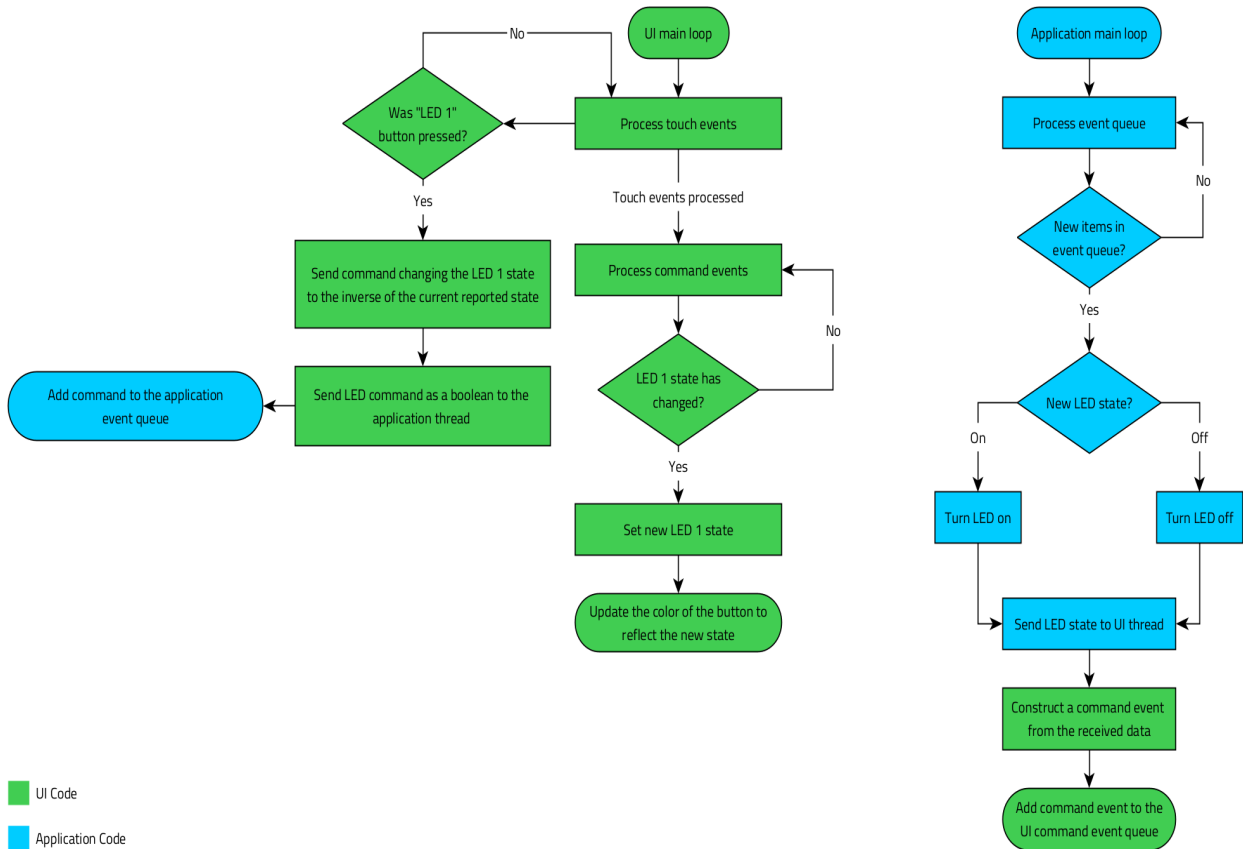 No
UI main loop
Application main loop
Was "LED 1"
button pressed?
Process touch events
Process event queue
No
Yes
Touch events processed
New items in
event queue?
Send command changing the LED 1 state
to the inverse of the current reported state
Process command events
Yes
No
Add command to the application
event queue
Send LED command as a boolean to the
application thread
LED 1 state has
changed?
New LED state?
On
Off
Yes
Set new LED 1 state
Turn LED on
Turn LED off
Update the color of the button to
reflect the new state
Send LED state to UI thread
Construct a command event
from the received data
UI Code
Add command event to the
UI command event queue
Application Code